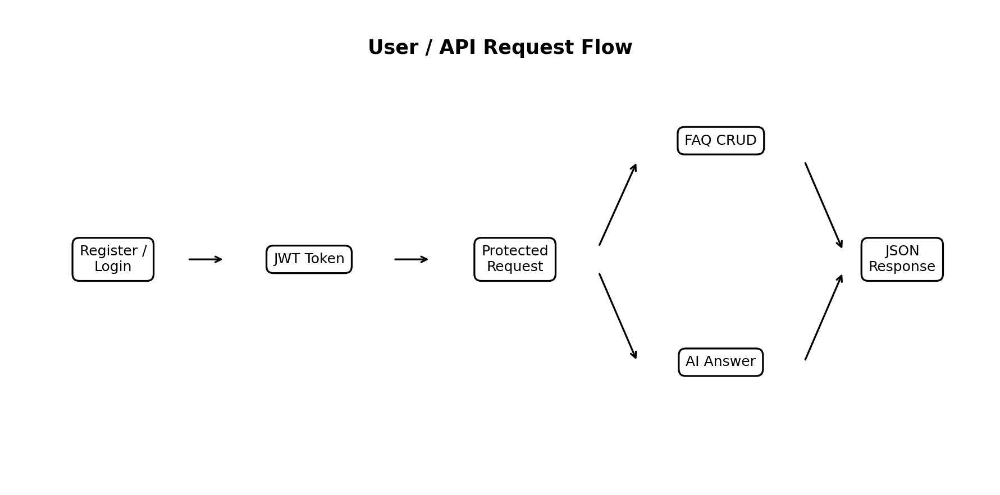 User / API Request Flow
Register /
Login
JWT Token
Protected
Request
FAQ CRUD
AI Answer
JSON
Response